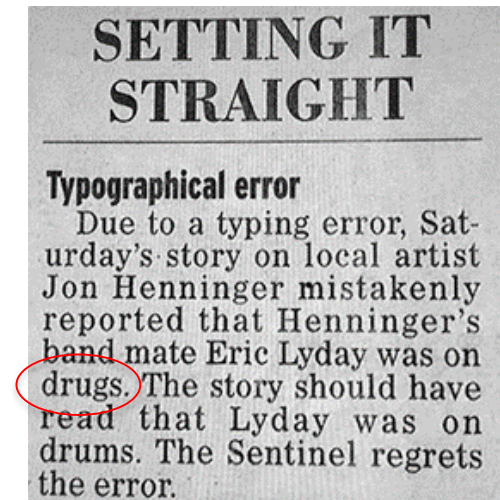 SETTING IT
STRAIGHT
Typographical error
Due to a typing error, Sat-
urday's story on local artist
Jon Henninger mistakenly
reported that Henninger's
band mate Eric Lyday was on
drugs. The story should have
read that Lyday was on
drums. The Sentinel regrets
the error.